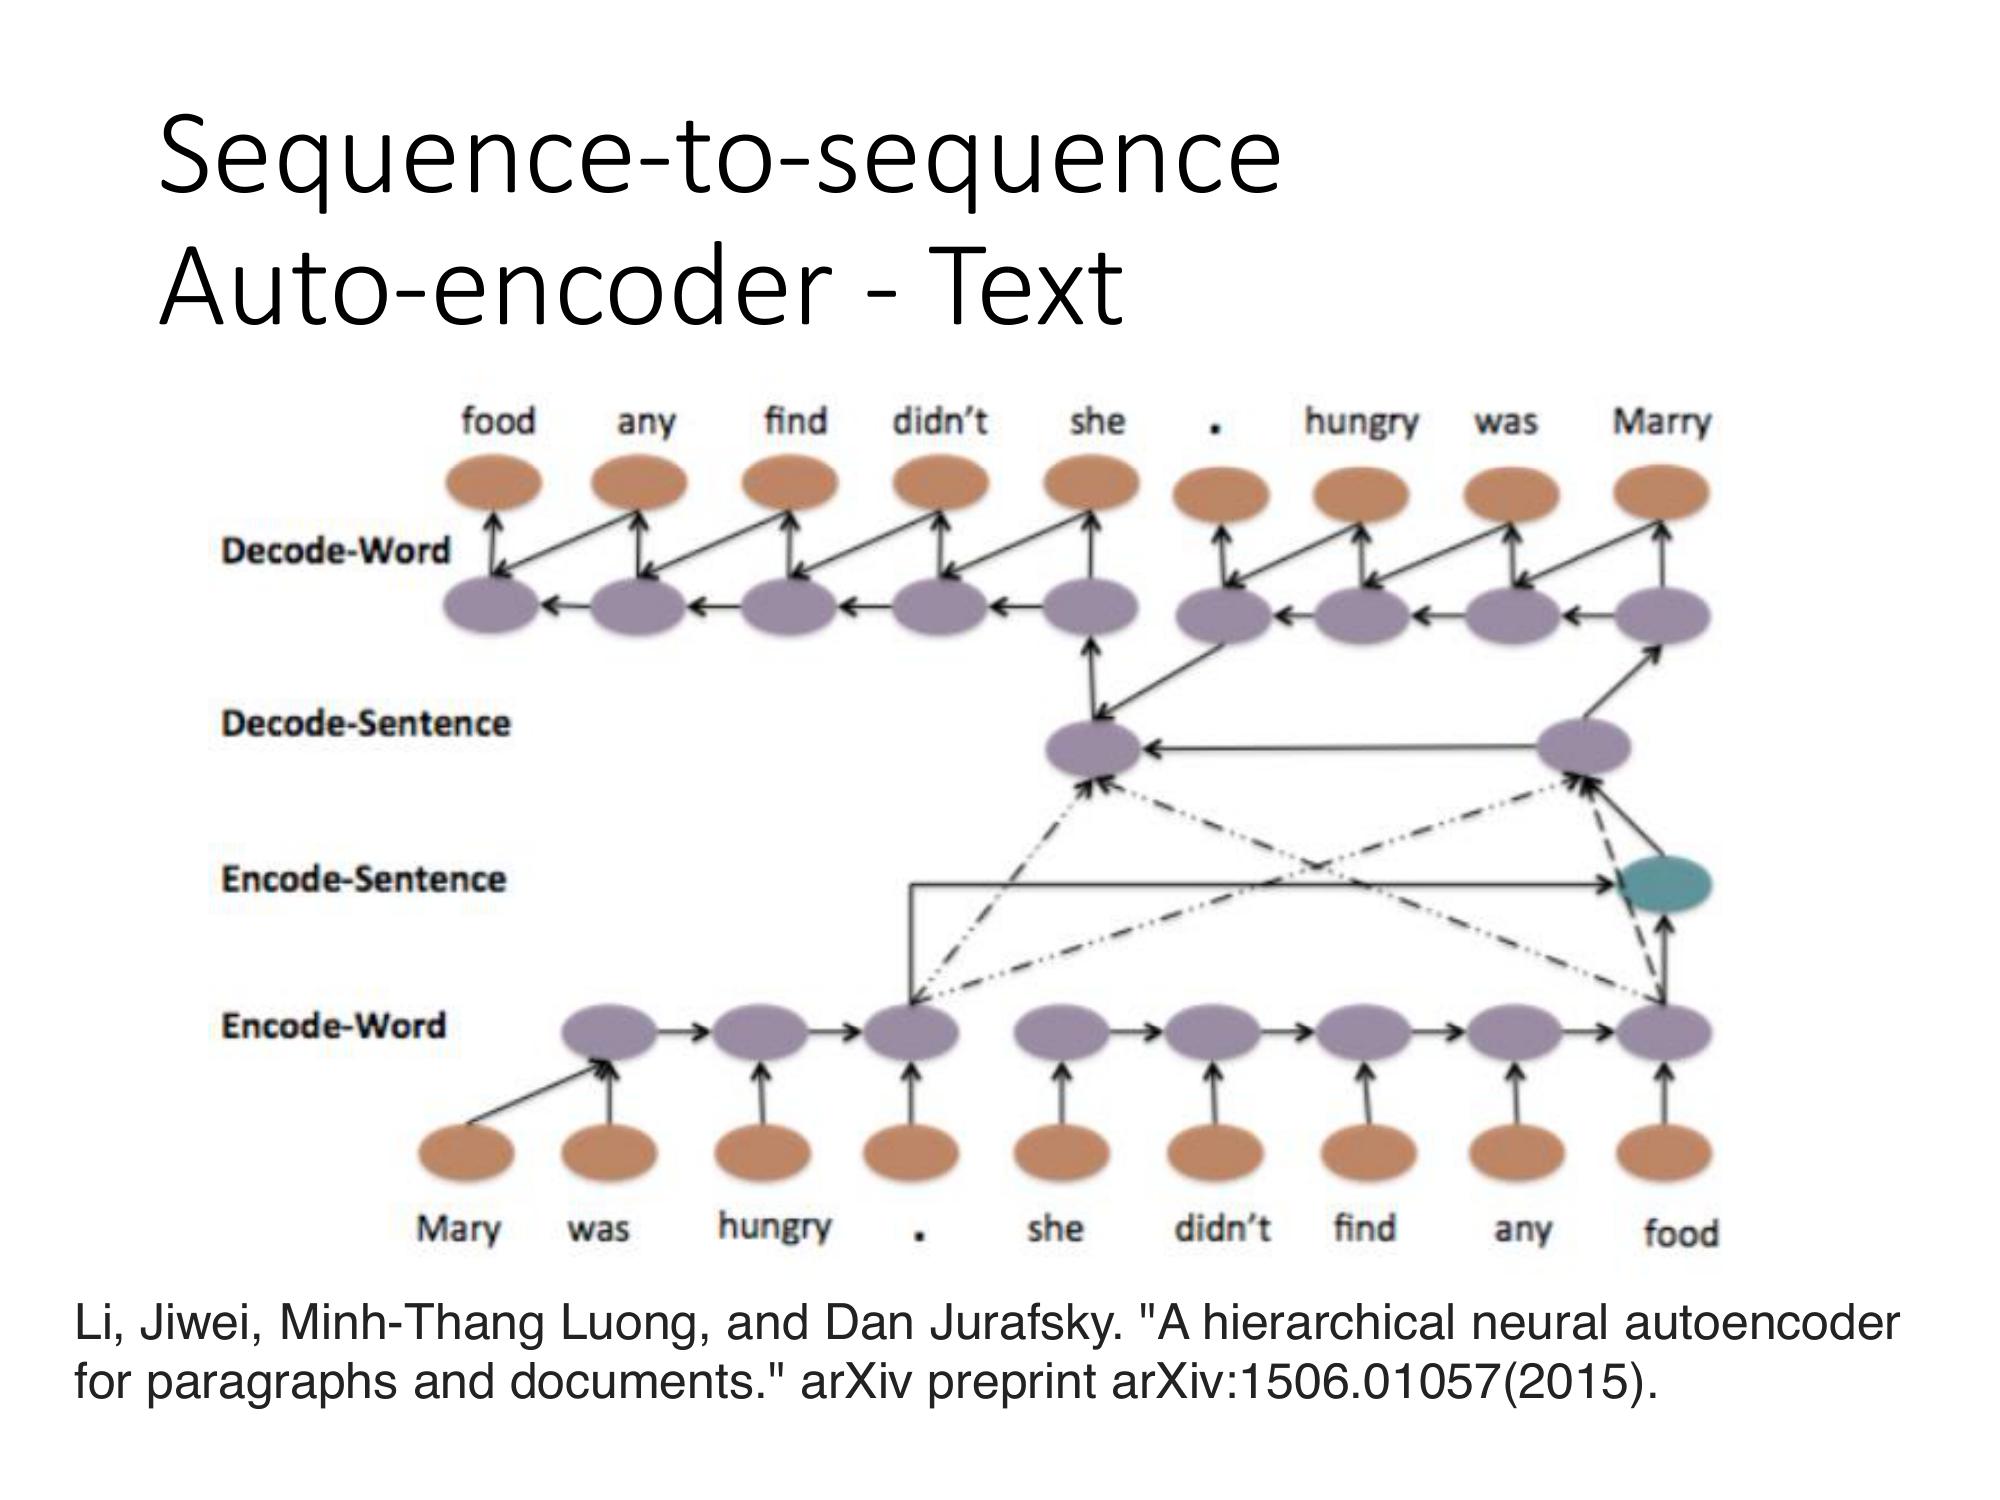 Sequence-to-sequence
Auto-encoder - Text
food any find didn't she . hungry was Marry
Decode-Word
Decode-Sentence
Encode-Sentence
Encode-Word
Mary was hungry . she didn't find any food
Li, Jiwei, Minh-Thang Luong, and Dan Jurafsky. "A hierarchical neural autoencoder
for paragraphs and documents." arXiv preprint arXiv:1506.01057(2015).